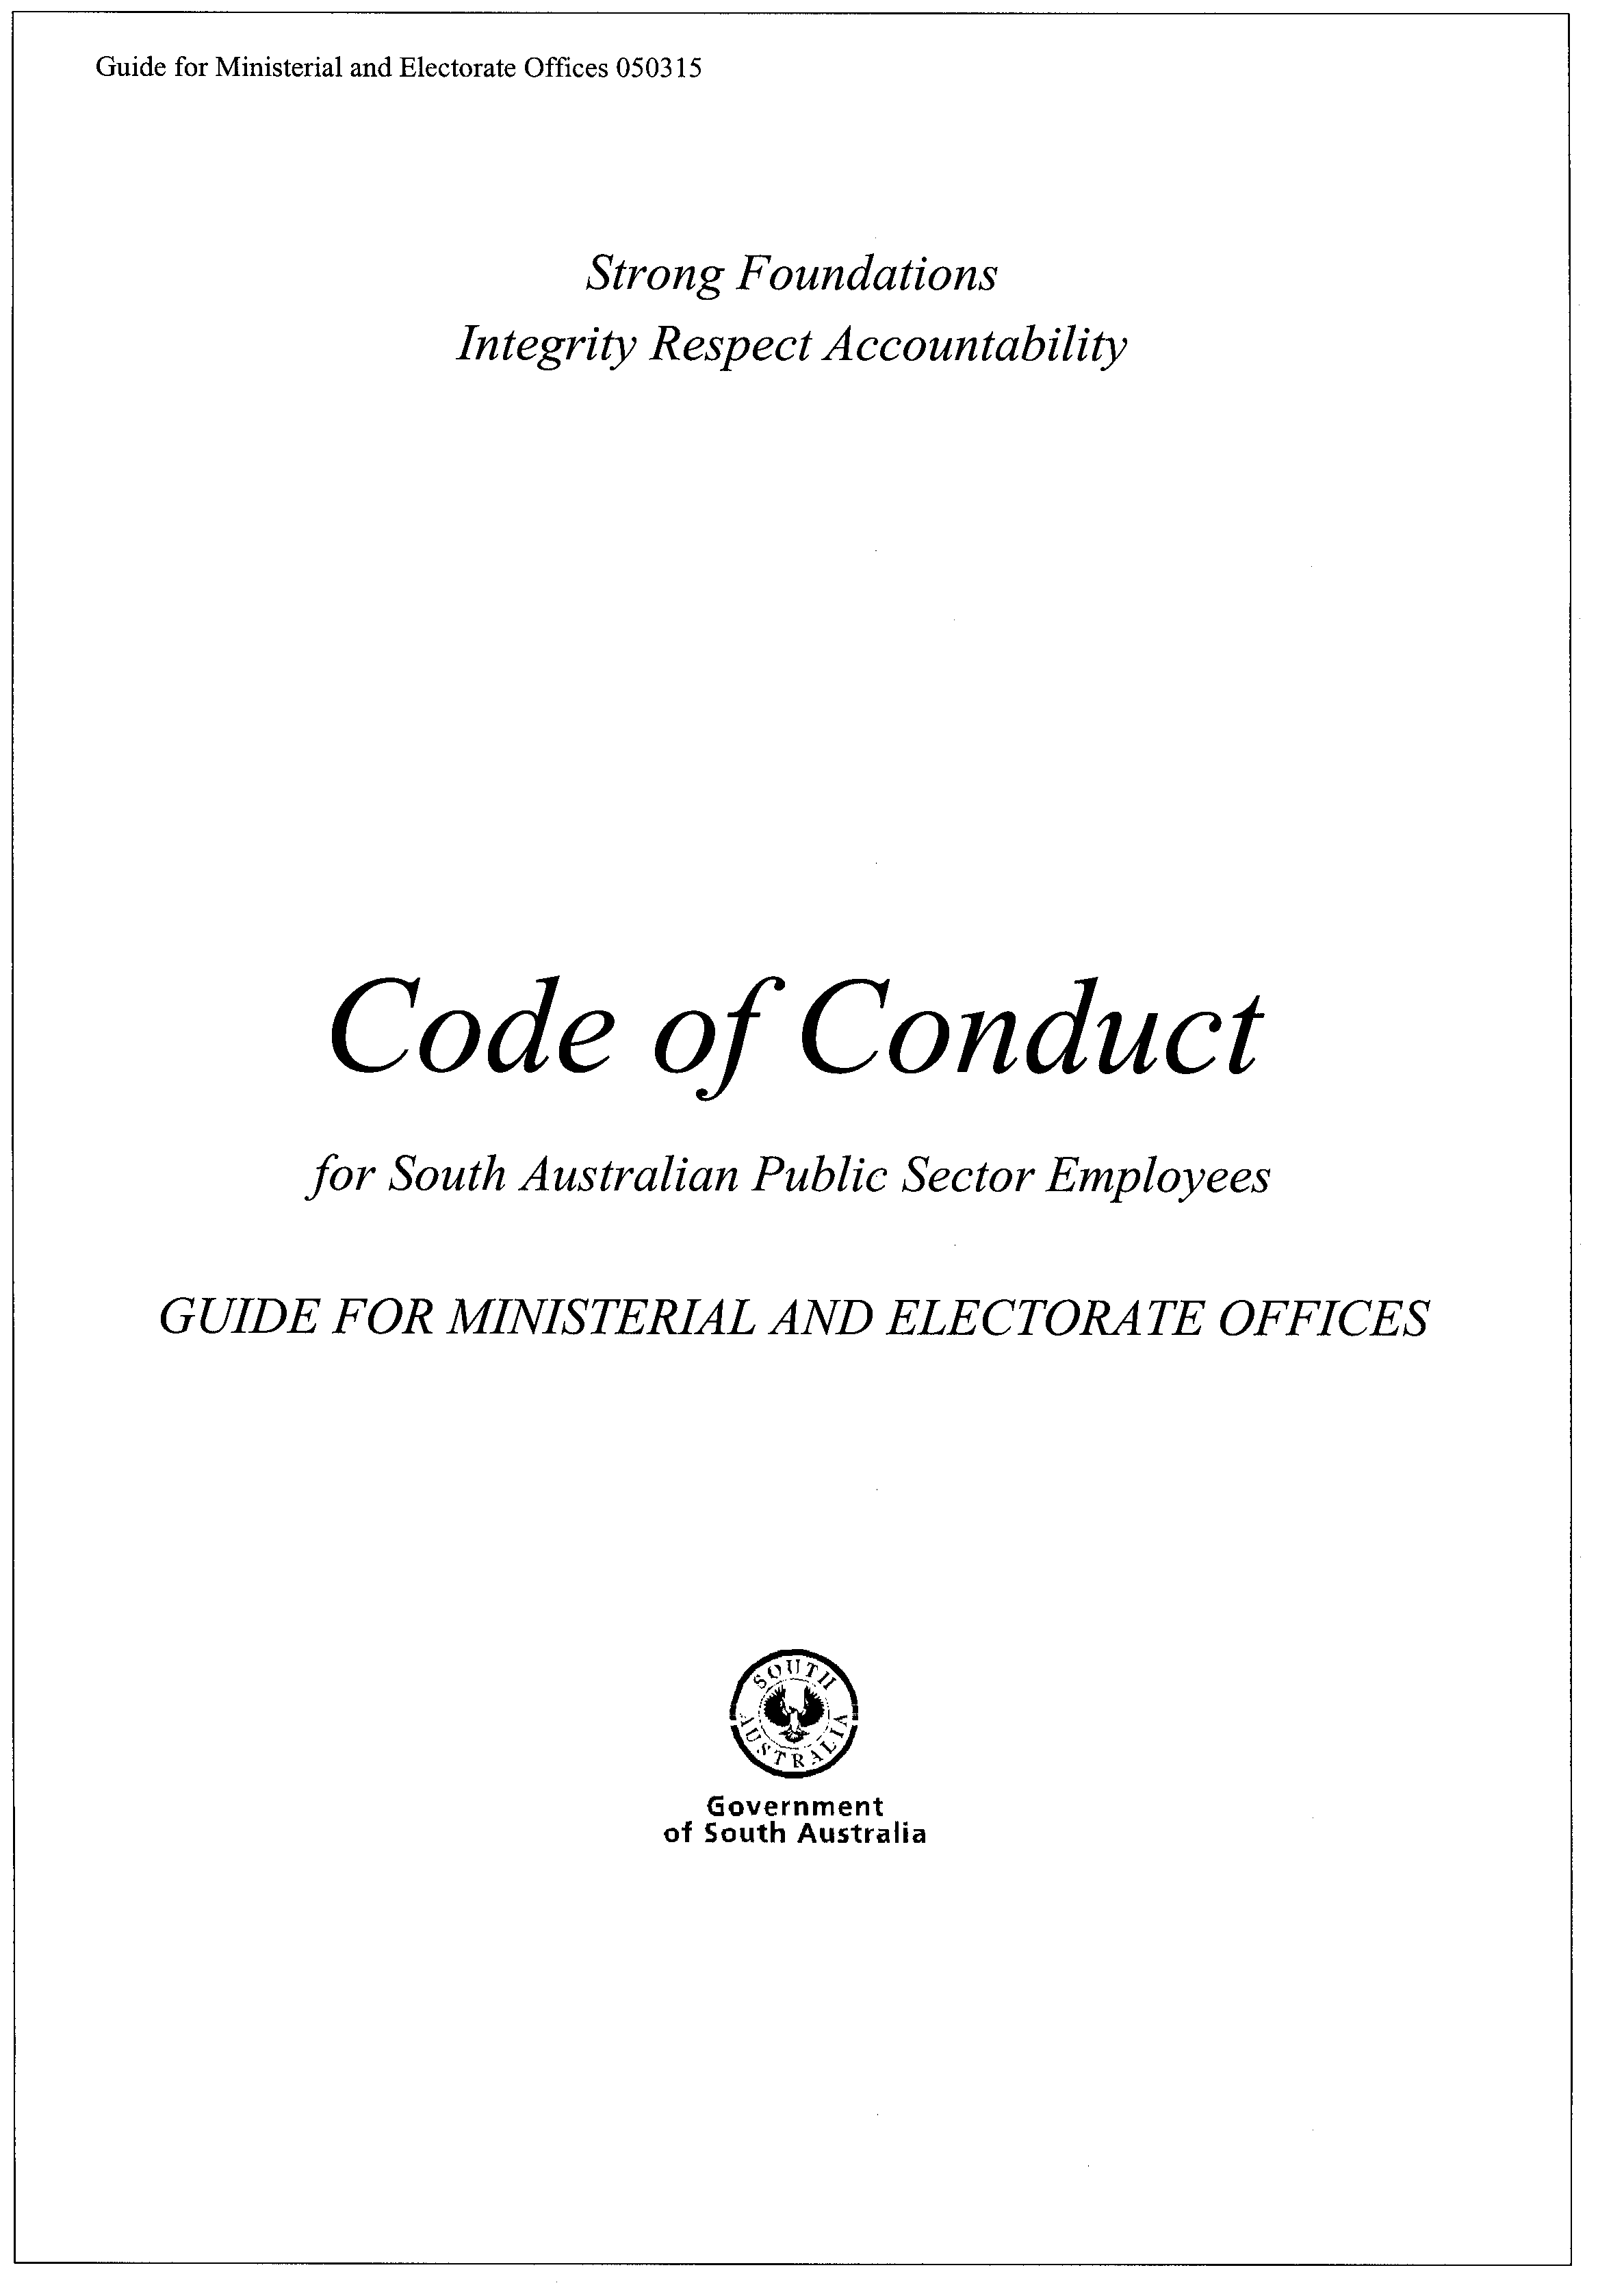 Guide for Ministerial and Electorate Offices 050315
Strong Foundations
Integrity Respect Accountability
Code of Conduct
for South Australian Public Sector Employees
GUIDE FOR MINISTERIAL AND ELECTORATE OFFICES
SOUTH
AUSTRALIA
Government
of South Australia